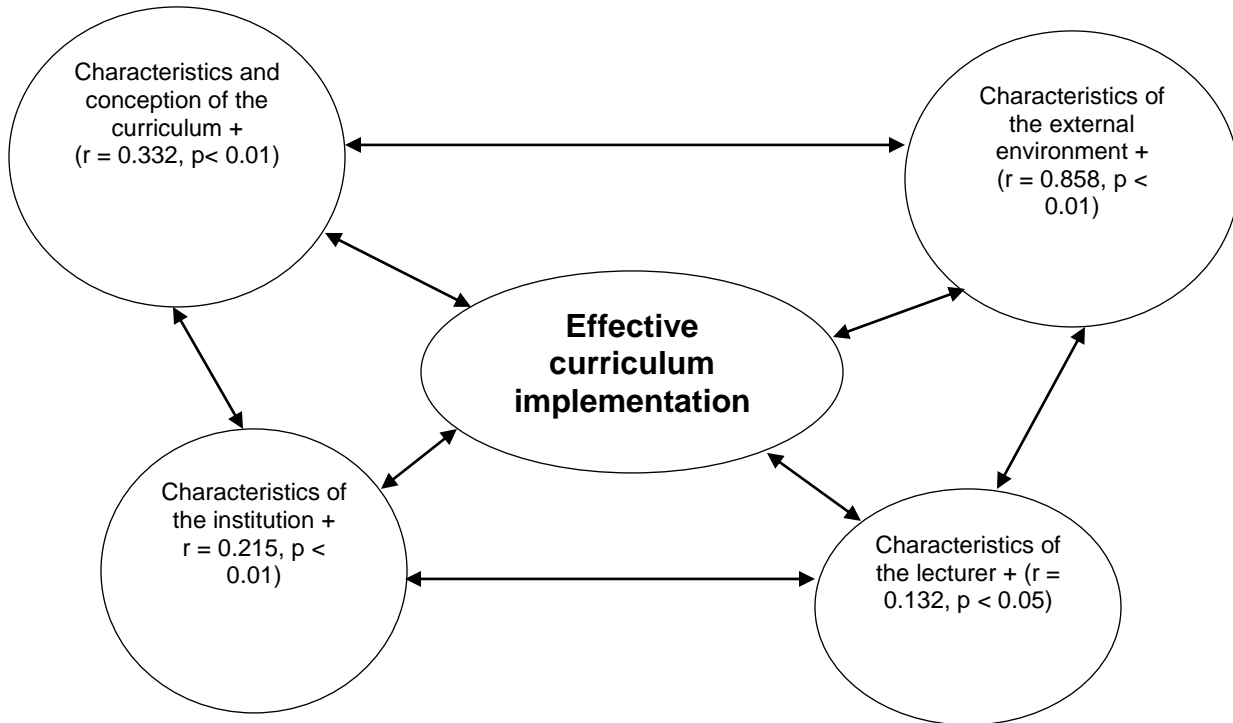 Characteristics and
conception of the
curriculum +
(r = 0.332, p< 0.01)
Characteristics of
the external
environment +
(r = 0.858, p <
0.01)
Effective
curriculum
implementation
Characteristics of
the institution +
r = 0.215, p <
0.01)
Characteristics of
the lecturer + (r =
0.132, p < 0.05)